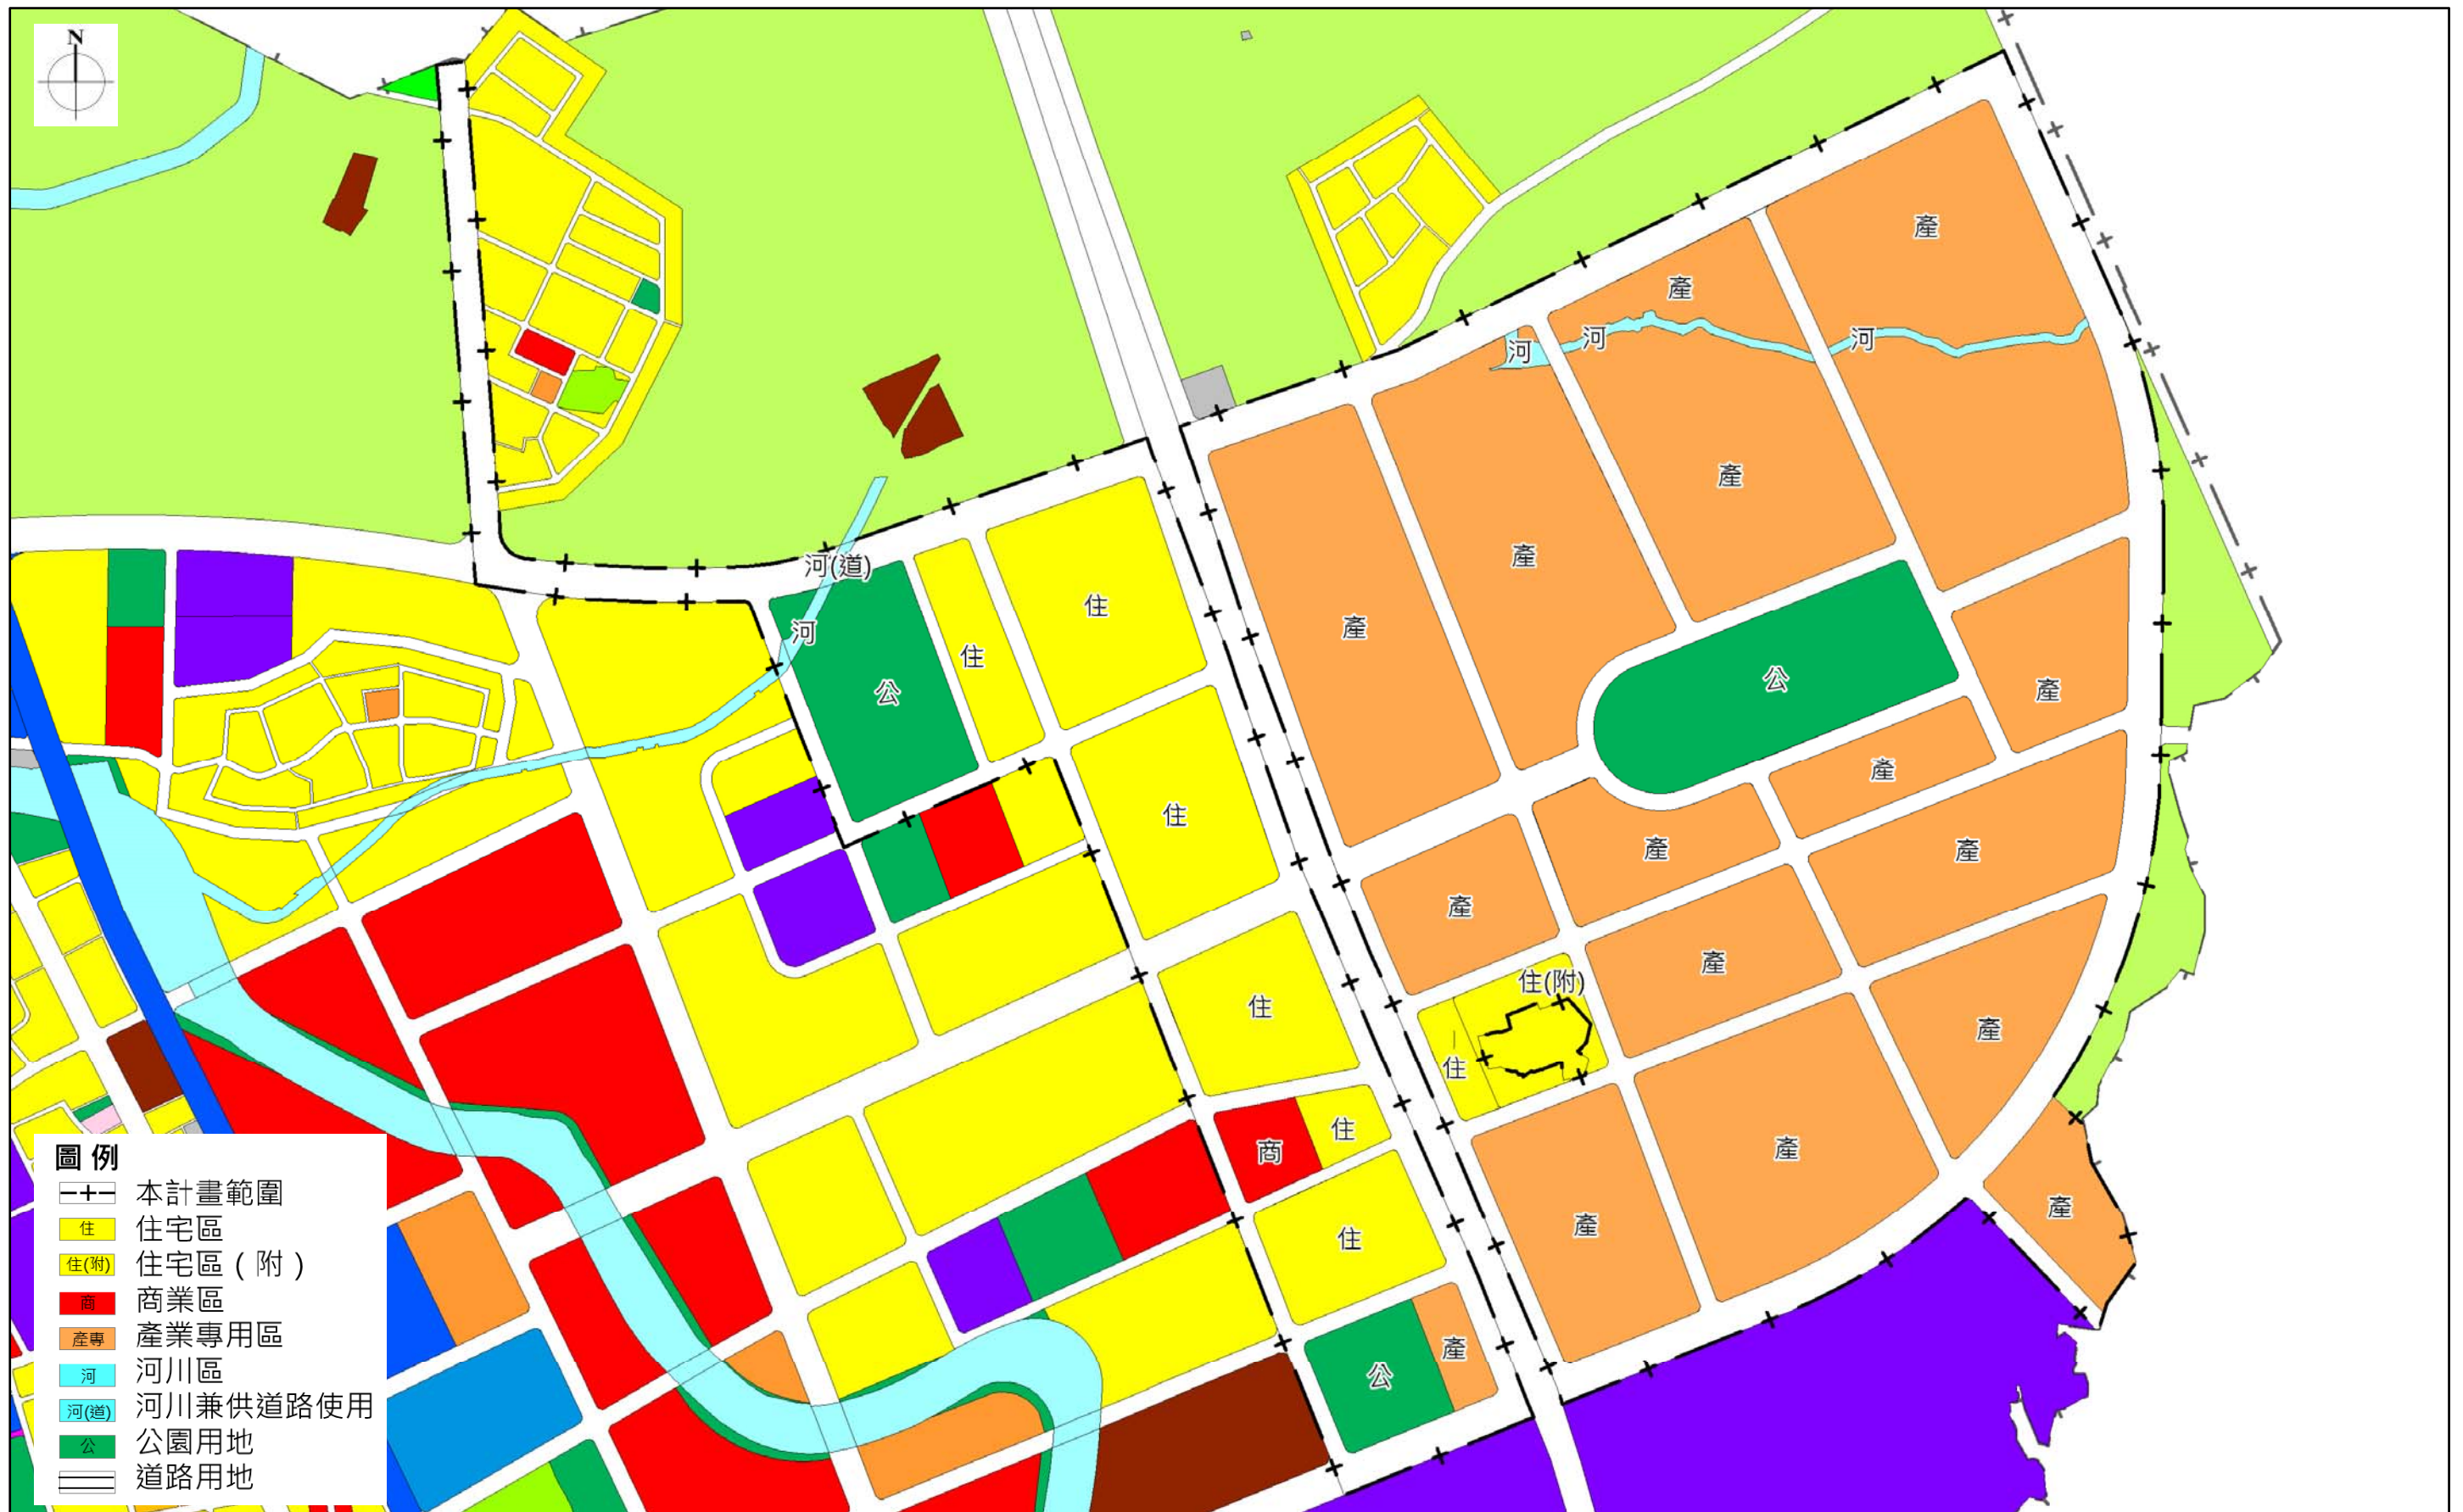 N
產
產
河
河
河
產
產
河(道)
住
產
河
住
公
公
產
產
住
產
產
產
產
住(附)
住
產
住
產
商
住
產
產
住
產
公
產
圖例
本計畫範圍
住 住宅區
住(附) 住宅區(附)
商 商業區
產專 產業專用區
河 河川區
河(道) 河川兼供道路使用
公 公園用地
道路用地